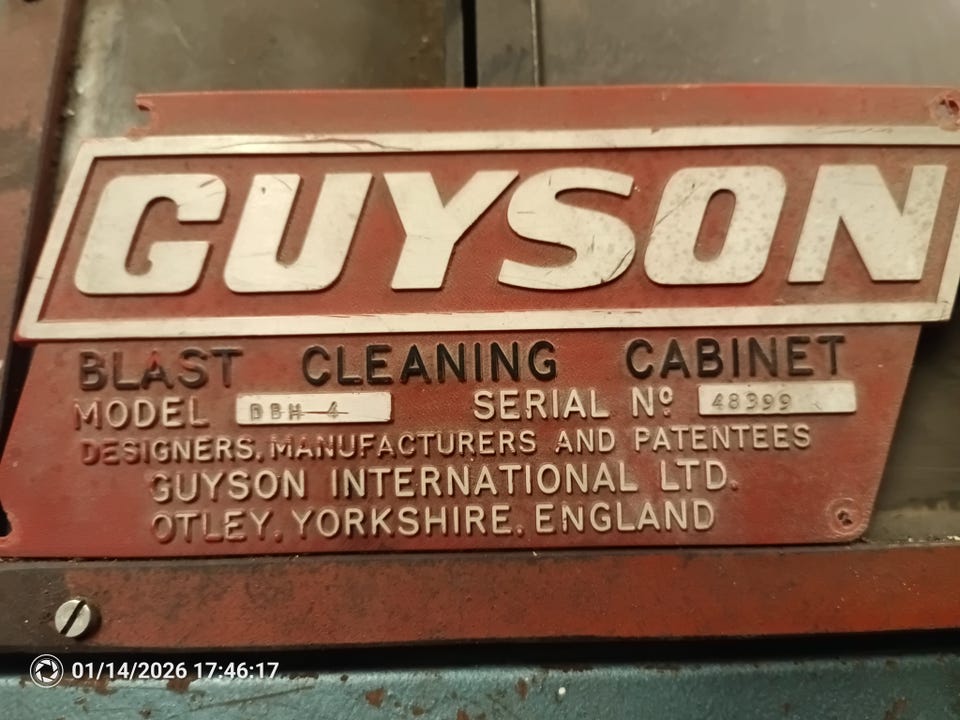 GUYSON
BLAST CLEANING CABINET
MODEL DBH-4 SERIAL Nº 48399
DESIGNERS, MANUFACTURERS AND PATENTEES
GUYSON INTERNATIONAL LTD.
OTLEY, YORKSHIRE, ENGLAND
01/14/2026 17:46:17